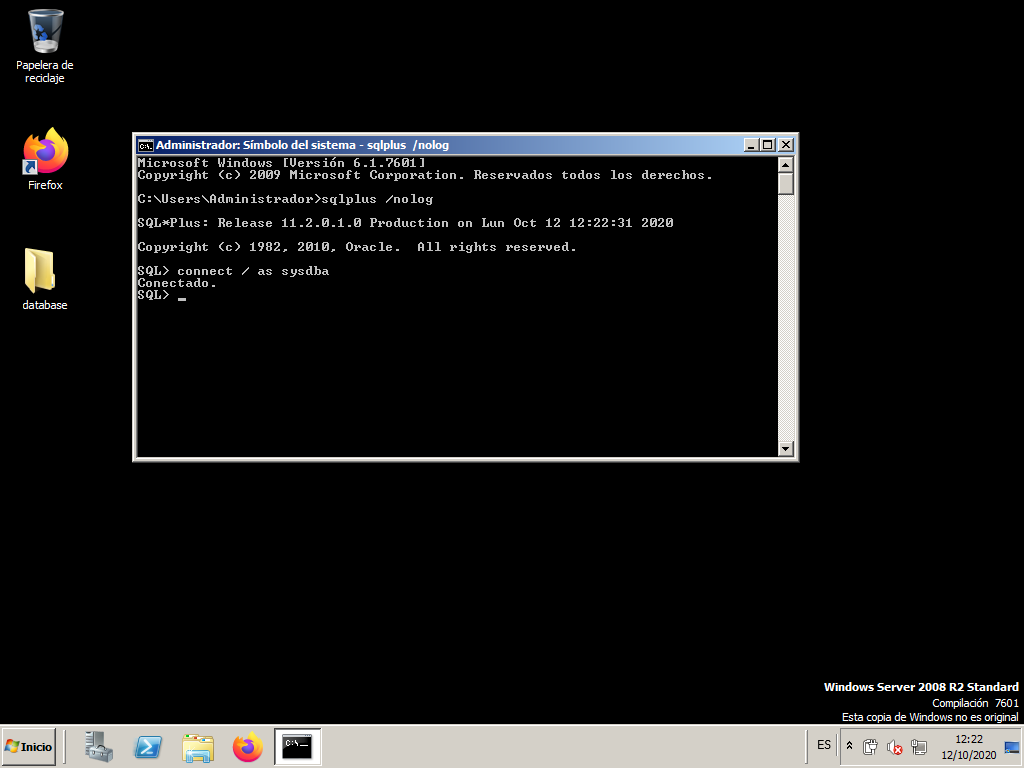 Papelera de
reciclaje
Firefox
database
Administrador: Símbolo del sistema - sqlplus /nolog
Microsoft Windows [Versión 6.1.7601]
Copyright (c) 2009 Microsoft Corporation. Reservados todos los derechos.
C:\Users\Administrador>sqlplus /nolog
SQL*Plus: Release 11.2.0.1.0 Production on Lun Oct 12 12:22:31 2020
Copyright (c) 1982, 2010, Oracle.  All rights reserved.
SQL> connect / as sysdba
Conectado.
SQL> _
Windows Server 2008 R2 Standard
Compilación 7601
Esta copia de Windows no es original
Inicio
C:\_
ES
12:22
12/10/2020